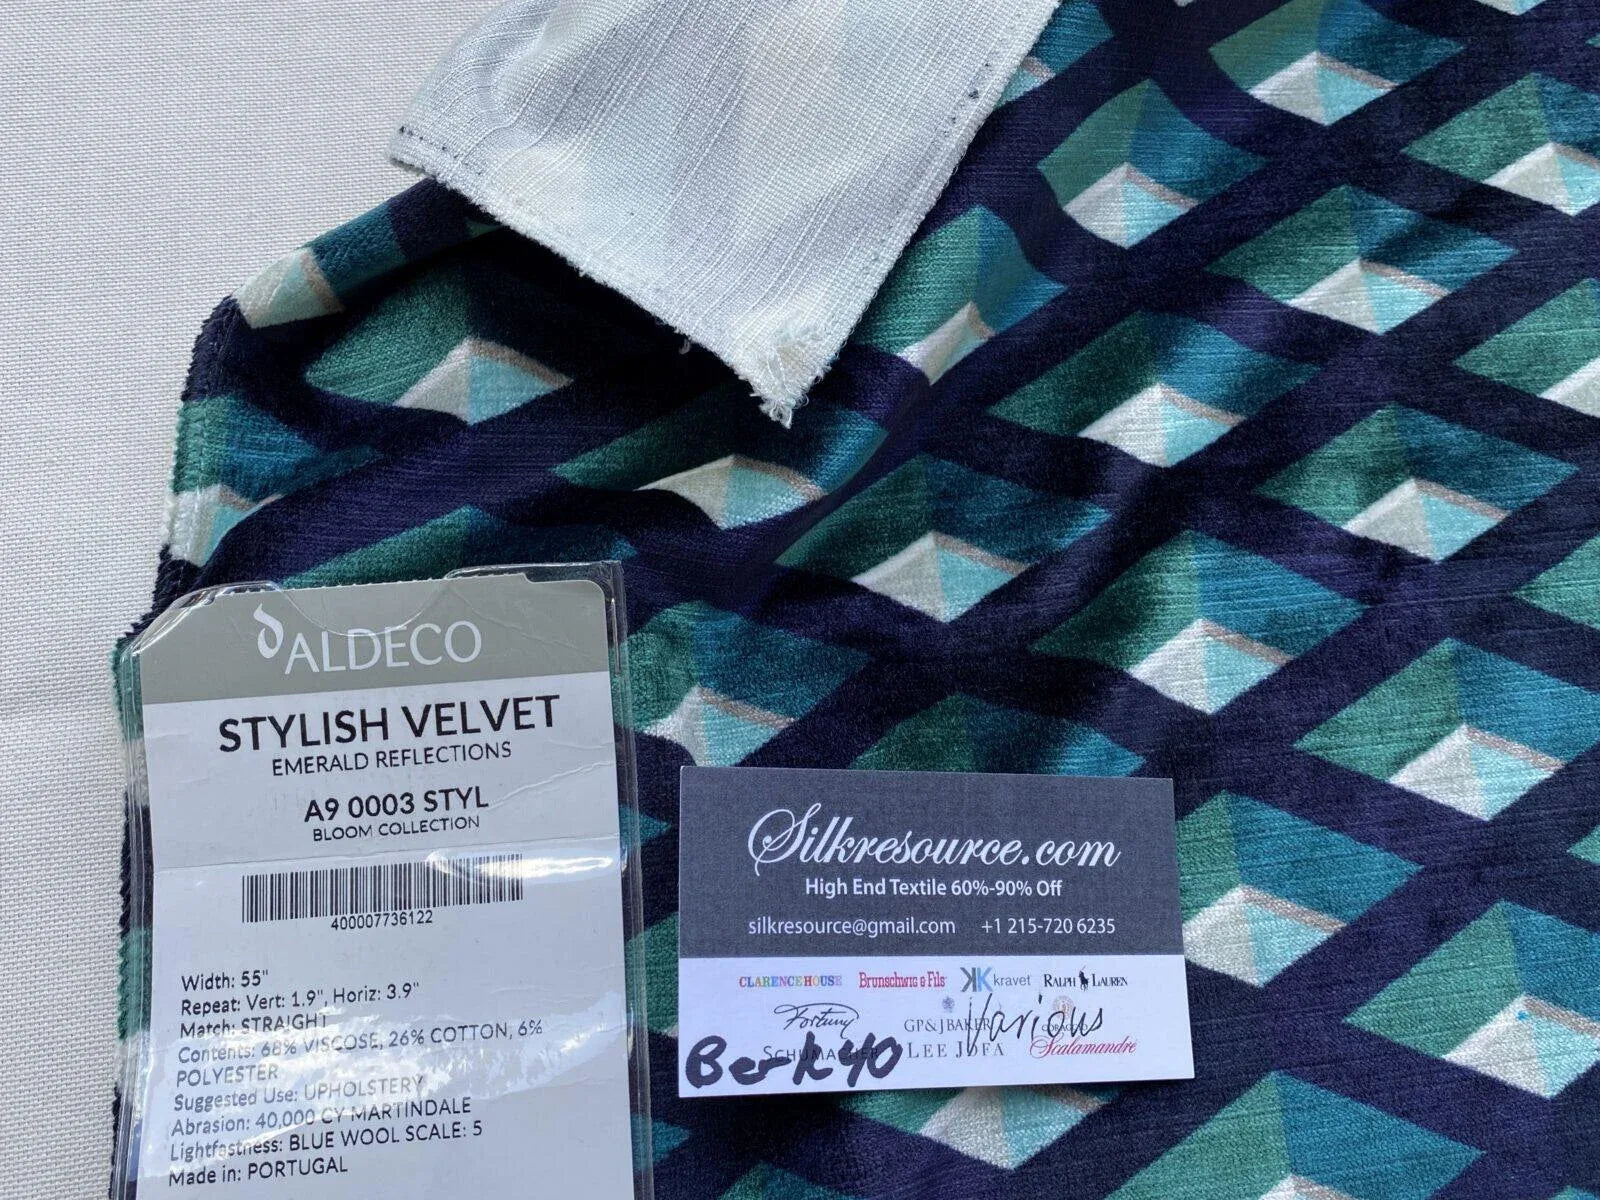 ALDECO
STYLISH VELVET
EMERALD REFLECTIONS
A9 0003 STYL
BLOOM COLLECTION
400007736122
Width: 55"
Repeat: Vert: 1.9", Horiz: 3.9"
Match: STRAIGHT
Contents: 68% VISCOSE, 26% COTTON, 6%
POLYESTER
Suggested Use: UPHOLSTERY
Abrasion: 40,000 CY MARTINDALE
Lightfastness: BLUE WOOL SCALE: 5
Made in: PORTUGAL
Silkresource.com
High End Textile 60%-90% Off
silkresource@gmail.com +1 215-720 6235
CLARENCE HOUSE Brunschwig & Fils kravet RALPH LAUREN
Fortuny GP&JBAKER Various
SCHUMACHER LEE JOFA Scalamandré
Berk40